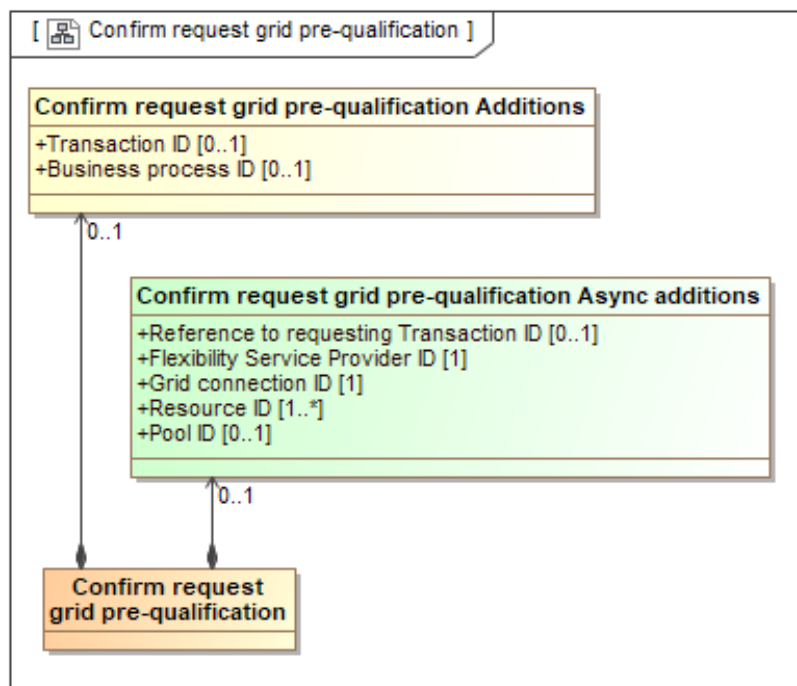 [ Confirm request grid pre-qualification ]
Confirm request grid pre-qualification Additions
+Transaction ID [0..1]
+Business process ID [0..1]
0..1
Confirm request grid pre-qualification Async additions
+Reference to requesting Transaction ID [0..1]
+Flexibility Service Provider ID [1]
+Grid connection ID [1]
+Resource ID [1..*]
+Pool ID [0..1]
0..1
Confirm request
grid pre-qualification